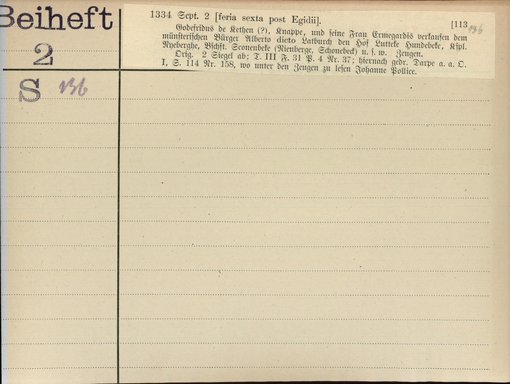 Beiheft
2
S 136
1334 Sept. 2 [feria sexta post Egidii]. [113
136
Godefridus de Kethen (?), Knappe, und seine Frau Ermegardis verkaufen dem
münsterischen Bürger Alberto dicto Latburch den Hof Lutteke Hundebeke, Kspl.
Nyeberghe, Bschft. Sconenbeke (Nienberge, Schonebeck) u. s. w. Zeugen.
Orig. 2 Siegel ab; T. III F. 31 P. 4 Nr. 37; hiernach gedr. Darpe a. a. O.
I, S. 114 Nr. 158, wo unter den Zeugen zu lesen Johanne Pollice.